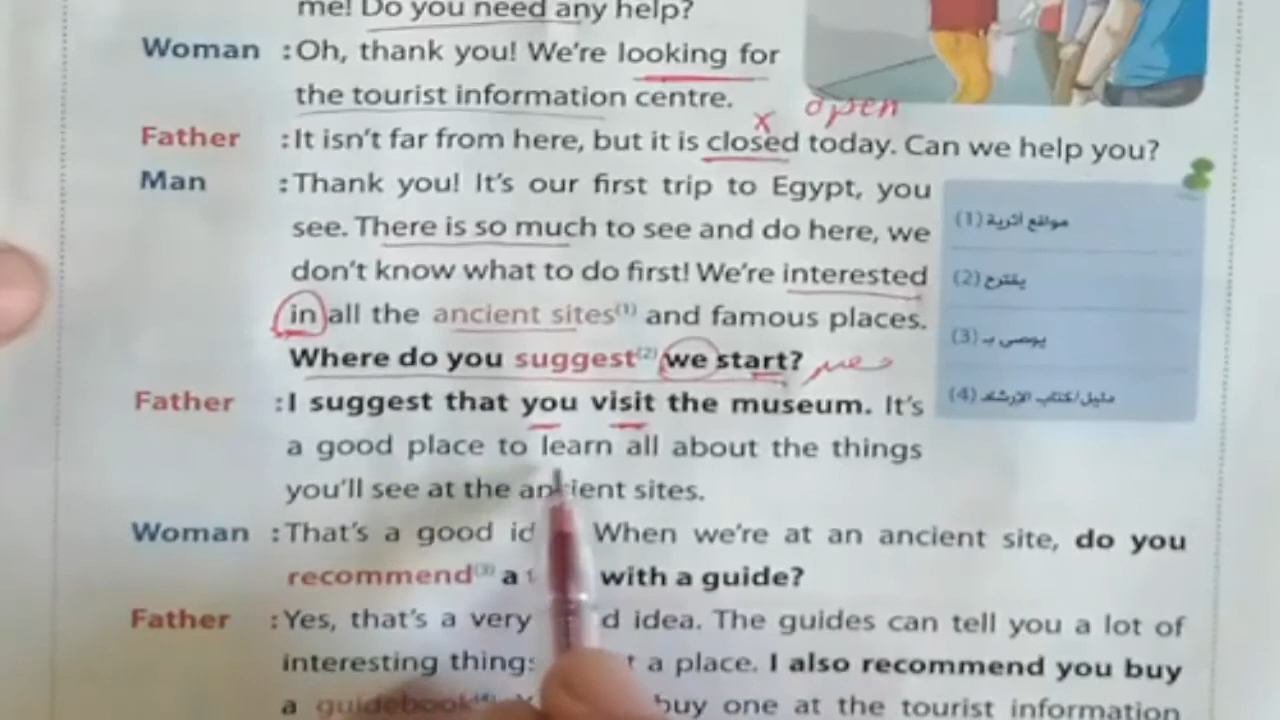 me! Do you need any help?
Woman : Oh, thank you! We're looking for
the tourist information centre.
x open
Father : It isn't far from here, but it is closed today. Can we help you?
Man : Thank you! It's our first trip to Egypt, you
see. There is so much to see and do here, we
don't know what to do first! We're interested
in all the ancient sites(1) and famous places.
Where do you suggest(2) we start? مصدر
Father : I suggest that you visit the museum. It's
a good place to learn all about the things
you'll see at the ancient sites.
Woman : That's a good When we're at an ancient site, do you
recommend(3) a with a guide?
Father : Yes, that's a very idea. The guides can tell you a lot of
interesting a place. I also recommend you buy
a guidebook(4). buy one at the tourist information
(1) مواقع أثرية
(2) يقترح
(3) يوصى بـ
(4) دليل/كتاب الإرشاد